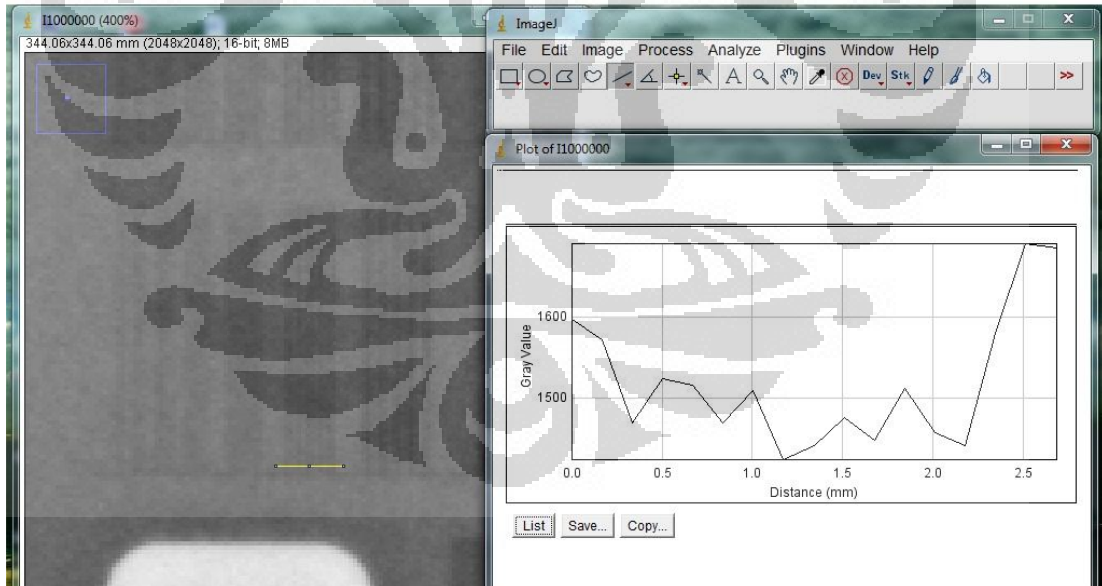 I1000000 (400%)
344.06x344.06 mm (2048x2048); 16-bit; 8MB
ImageJ
File Edit Image Process Analyze Plugins Window Help
A Dev Stk >>
Plot of I1000000
1600
1500
Gray Value
0.0 0.5 1.0 1.5 2.0 2.5
Distance (mm)
List Save... Copy...